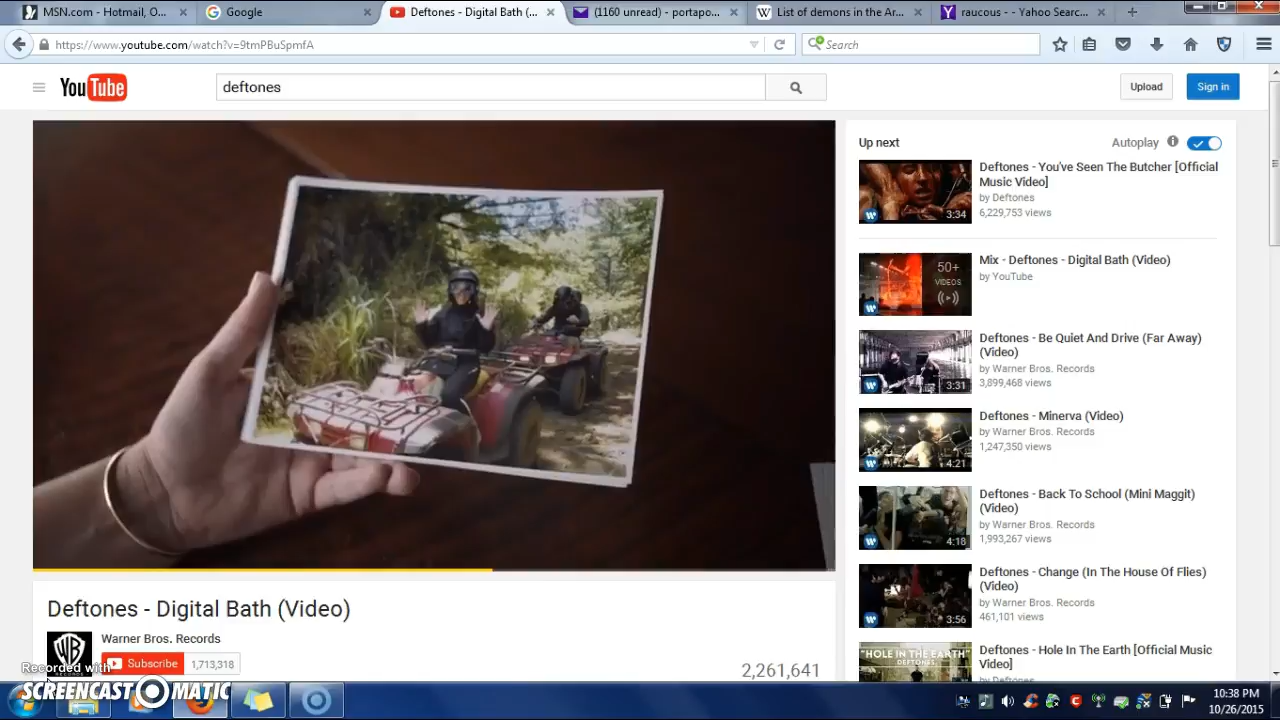 MSN.com - Hotmail, O...
Google
Deftones - Digital Bath (...
(1160 unread) - portapo...
List of demons in the Ar...
raucous - - Yahoo Searc...
https://www.youtube.com/watch?v=9tmPBuSpmfA
Search
YouTube
deftones
Upload
Sign in
Up next
Autoplay
Deftones - You've Seen The Butcher [Official
Music Video]
by Deftones
6,229,753 views
3:34
Mix - Deftones - Digital Bath (Video)
by YouTube
50+
VIDEOS
Deftones - Be Quiet And Drive (Far Away)
(Video)
by Warner Bros. Records
3,899,468 views
3:31
Deftones - Minerva (Video)
by Warner Bros. Records
1,247,350 views
4:21
Deftones - Back To School (Mini Maggit)
(Video)
by Warner Bros. Records
1,993,267 views
4:18
Deftones - Change (In The House Of Flies)
(Video)
by Warner Bros. Records
461,101 views
3:56
Deftones - Hole In The Earth [Official Music
Video]
by Deftones
"HOLE IN THE EARTH"
DEFTONES
Deftones - Digital Bath (Video)
Warner Bros. Records
Subscribe
1,713,318
2,261,641
Recorded with
SCREENCAST-O-MATIC
10:38 PM
10/26/2015